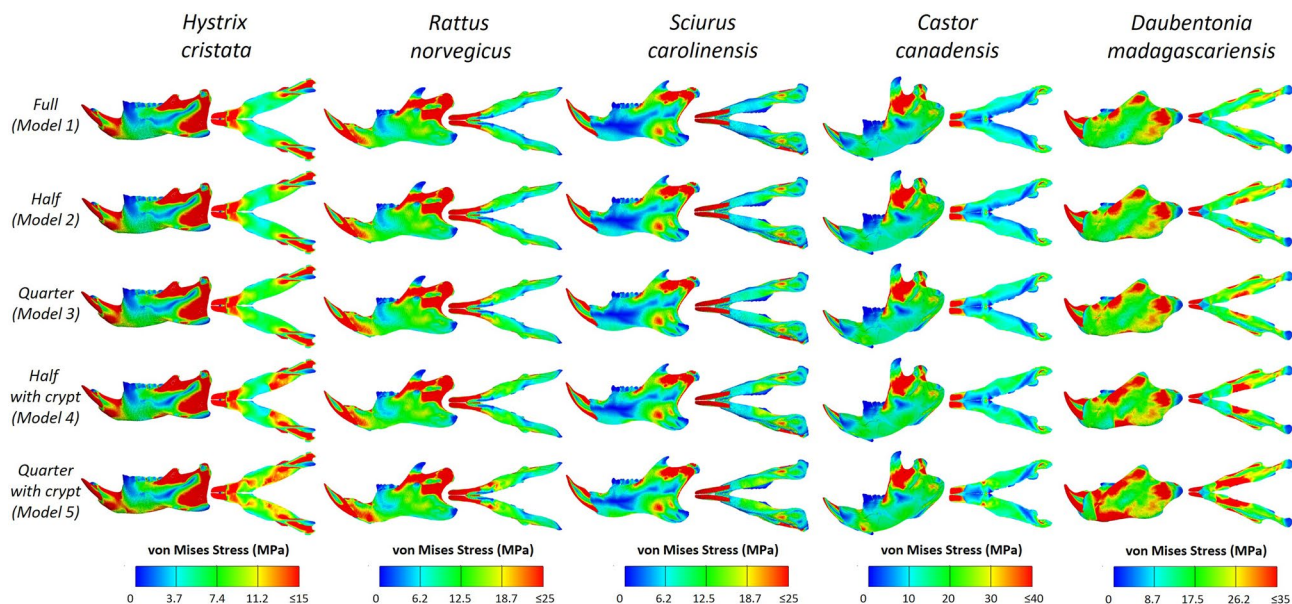 Hystrix cristata
Rattus norvegicus
Sciurus carolinensis
Castor canadensis
Daubentonia madagascariensis
Full
(Model 1)
Half
(Model 2)
Quarter
(Model 3)
Half
with crypt
(Model 4)
Quarter
with crypt
(Model 5)
von Mises Stress (MPa)
0 3.7 7.4 11.2 ≤15
von Mises Stress (MPa)
0 6.2 12.5 18.7 ≤25
von Mises Stress (MPa)
0 6.2 12.5 18.7 ≤25
von Mises Stress (MPa)
0 10 20 30 ≤40
von Mises Stress (MPa)
0 8.7 17.5 26.2 ≤35